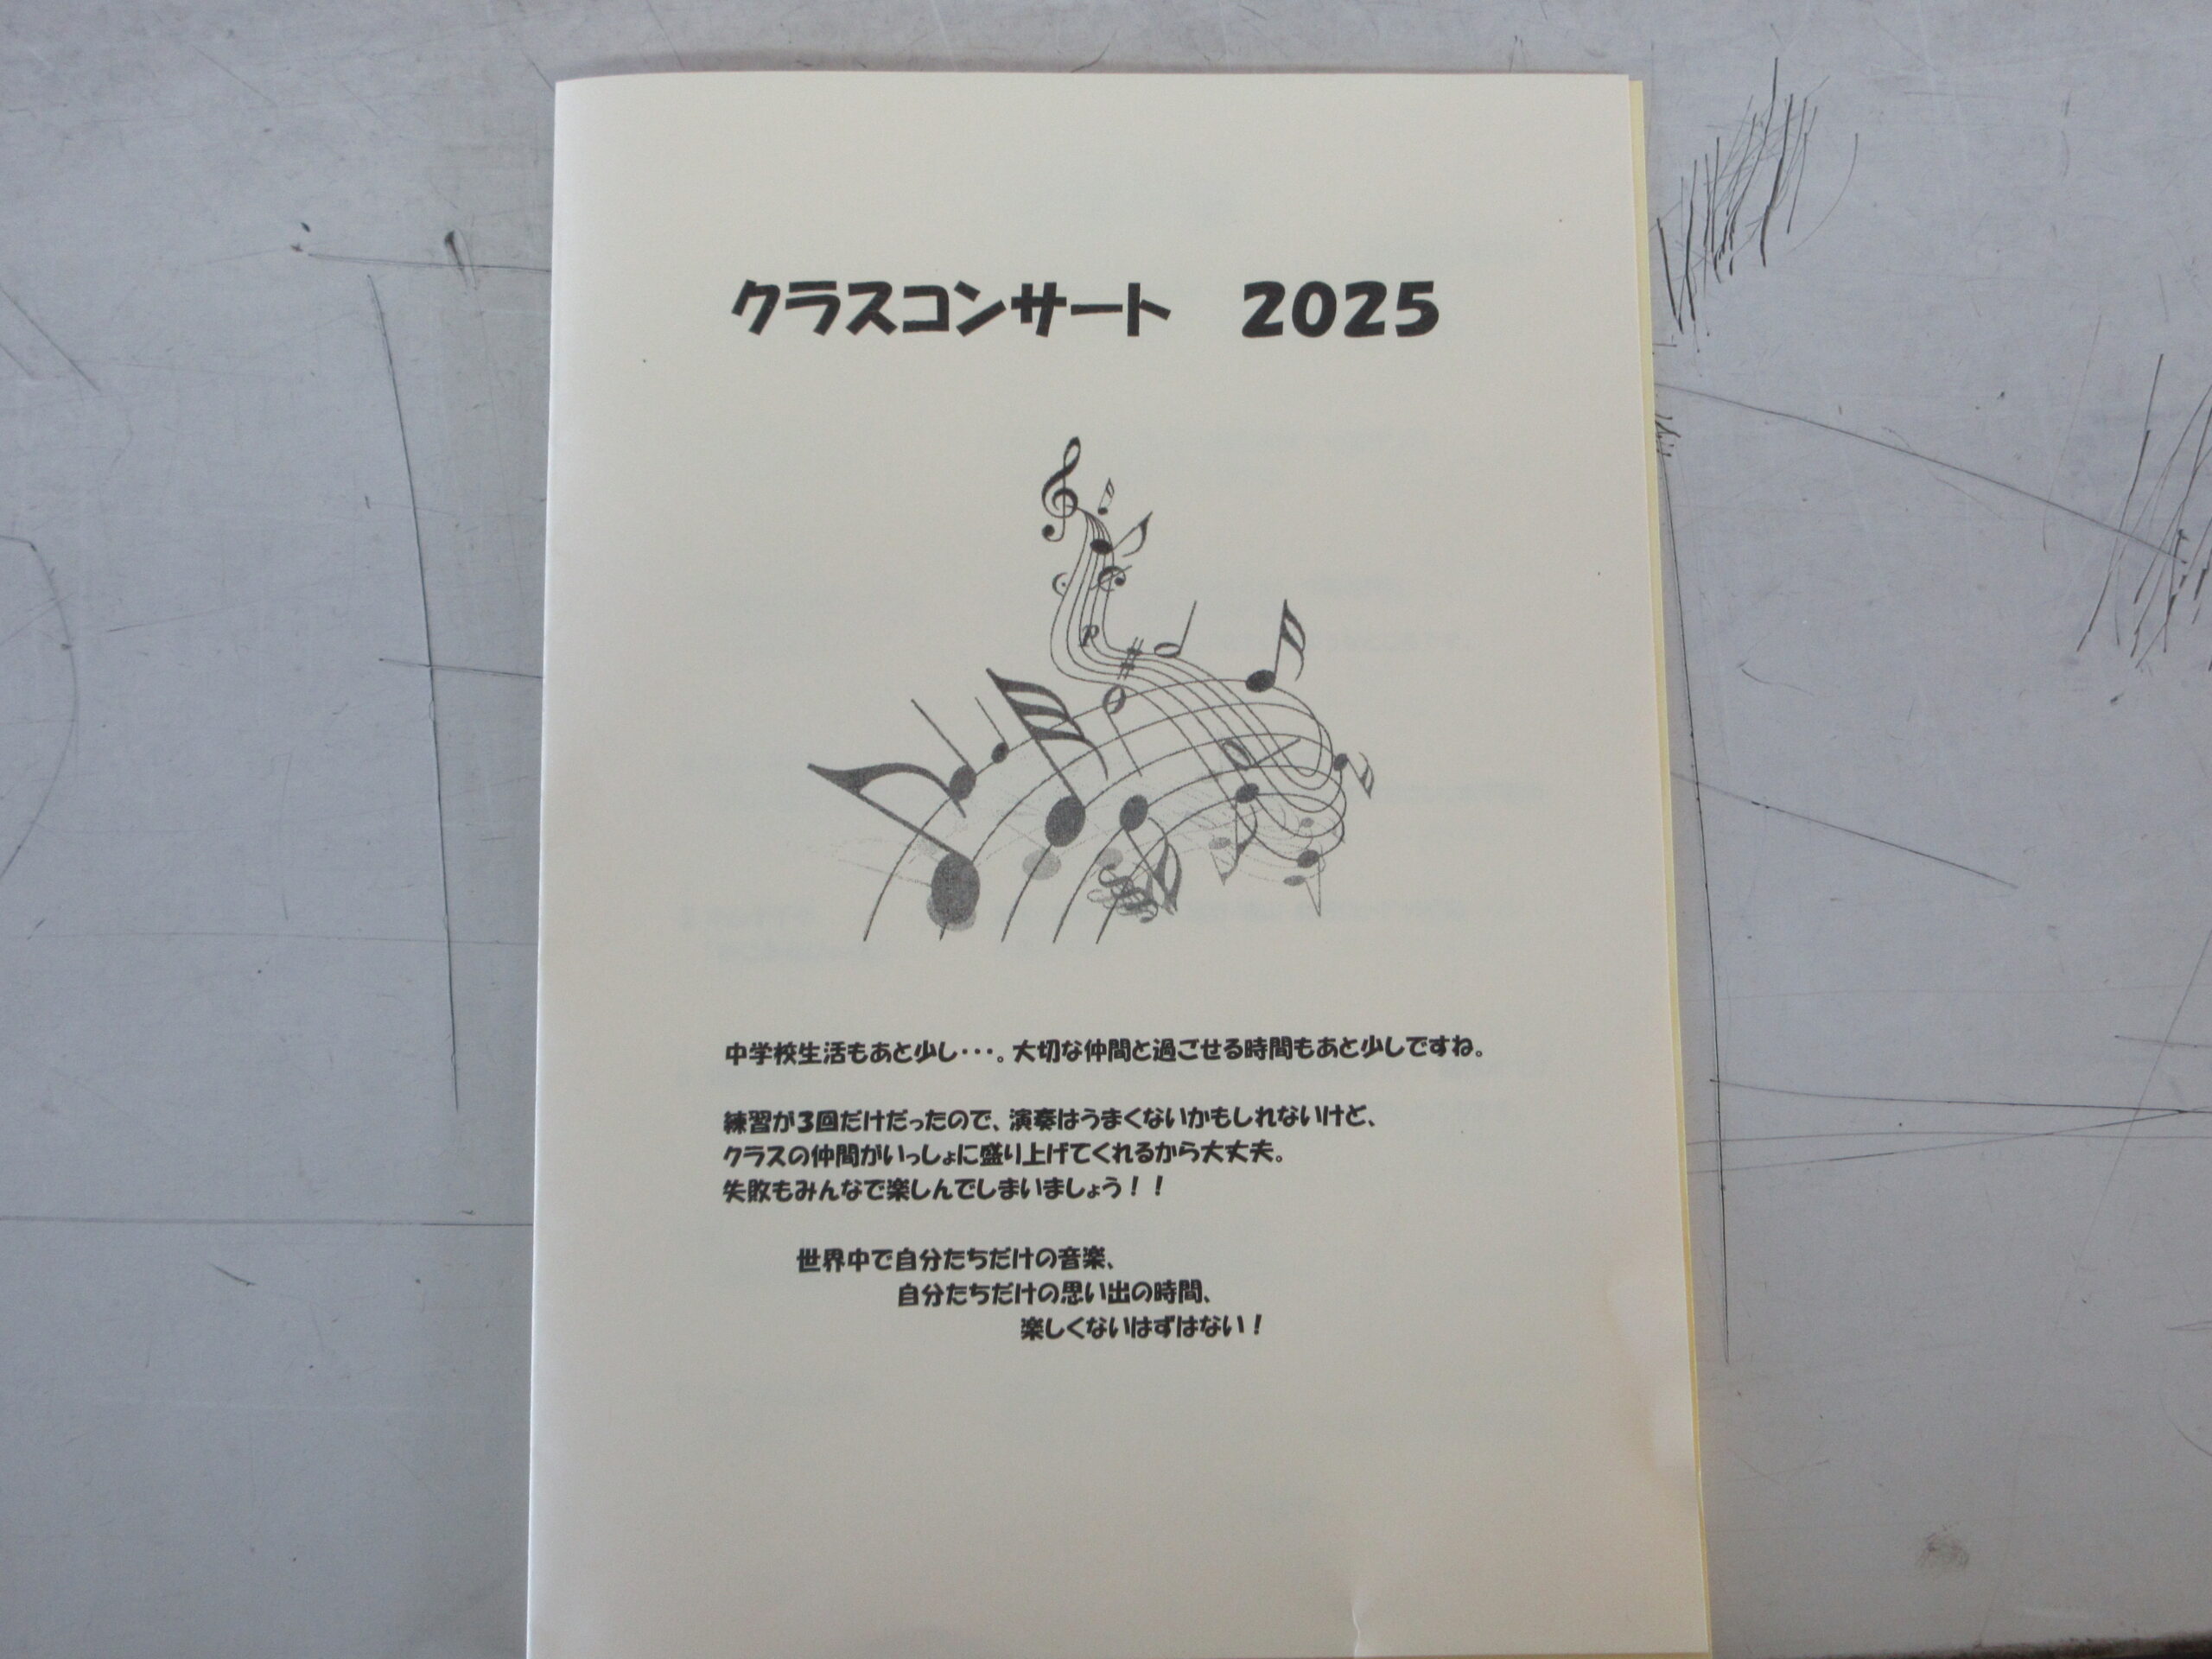 クラスコンサート　2025
中学校生活もあと少し・・・。大切な仲間と過ごせる時間もあと少しですね。
練習が3回だけだったので、演奏はうまくないかもしれないけど、
クラスの仲間がいっしょに盛り上げてくれるから大丈夫。
失敗もみんなで楽しんでしまいましょう！！
世界中で自分たちだけの音楽、
自分たちだけの思い出の時間、
楽しくないはずはない！